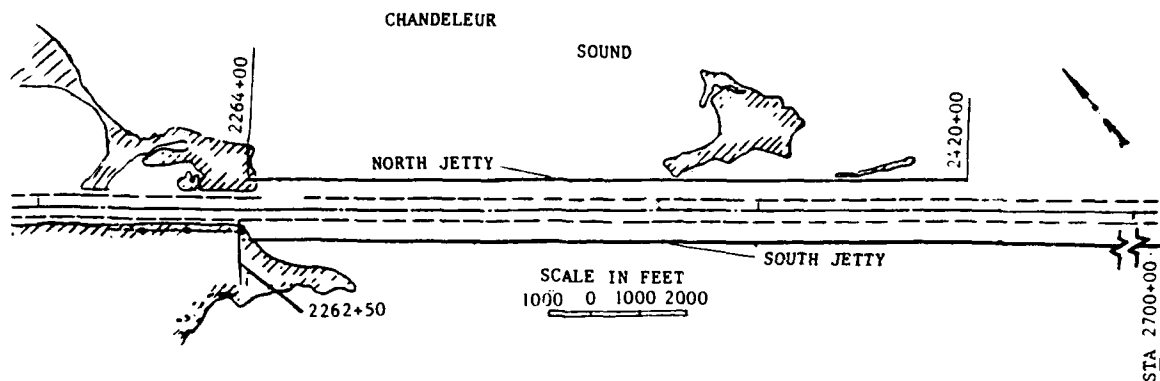 CHANDELEUR
SOUND
2264+00
2420+00
NORTH JETTY
SOUTH JETTY
SCALE IN FEET
1000 0 1000 2000
2262+50
STA 2700+00